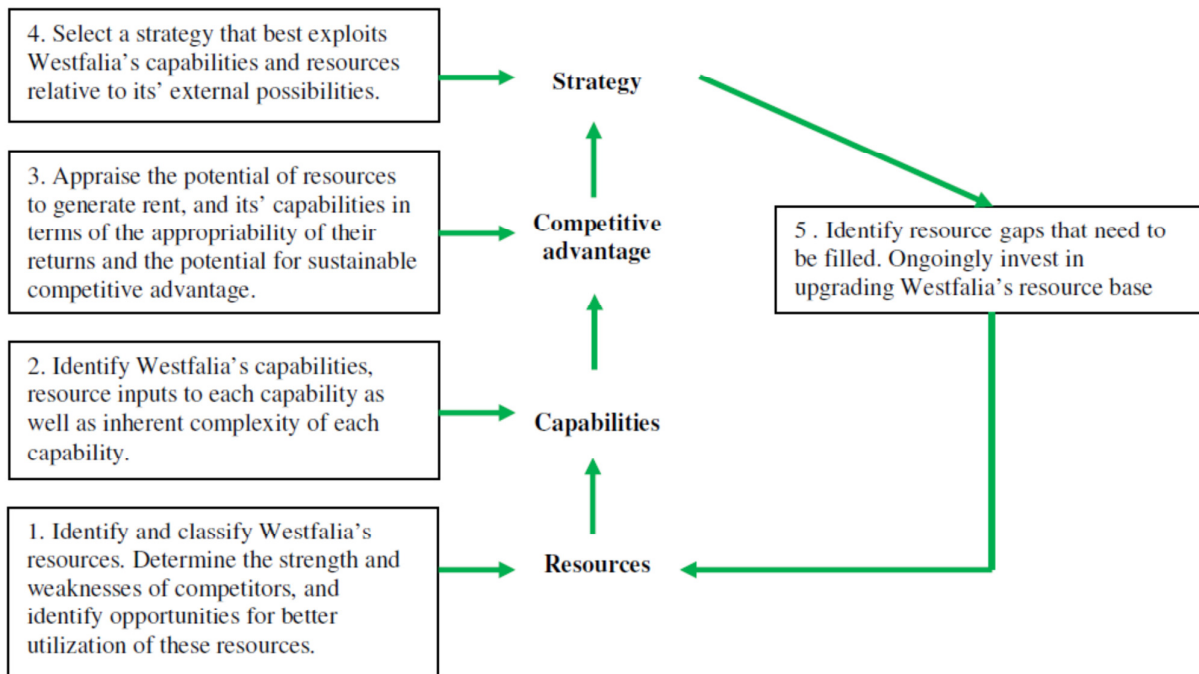 4. Select a strategy that best exploits
Westfalia’s capabilities and resources
relative to its’ external possibilities.
Strategy
3. Appraise the potential of resources
to generate rent, and its’ capabilities in
terms of the appropriability of their
returns and the potential for sustainable
competitive advantage.
Competitive
advantage
5 . Identify resource gaps that need to
be filled. Ongoingly invest in
upgrading Westfalia’s resource base
2. Identify Westfalia’s capabilities,
resource inputs to each capability as
well as inherent complexity of each
capability.
Capabilities
1. Identify and classify Westfalia’s
resources. Determine the strength and
weaknesses of competitors, and
identify opportunities for better
utilization of these resources.
Resources